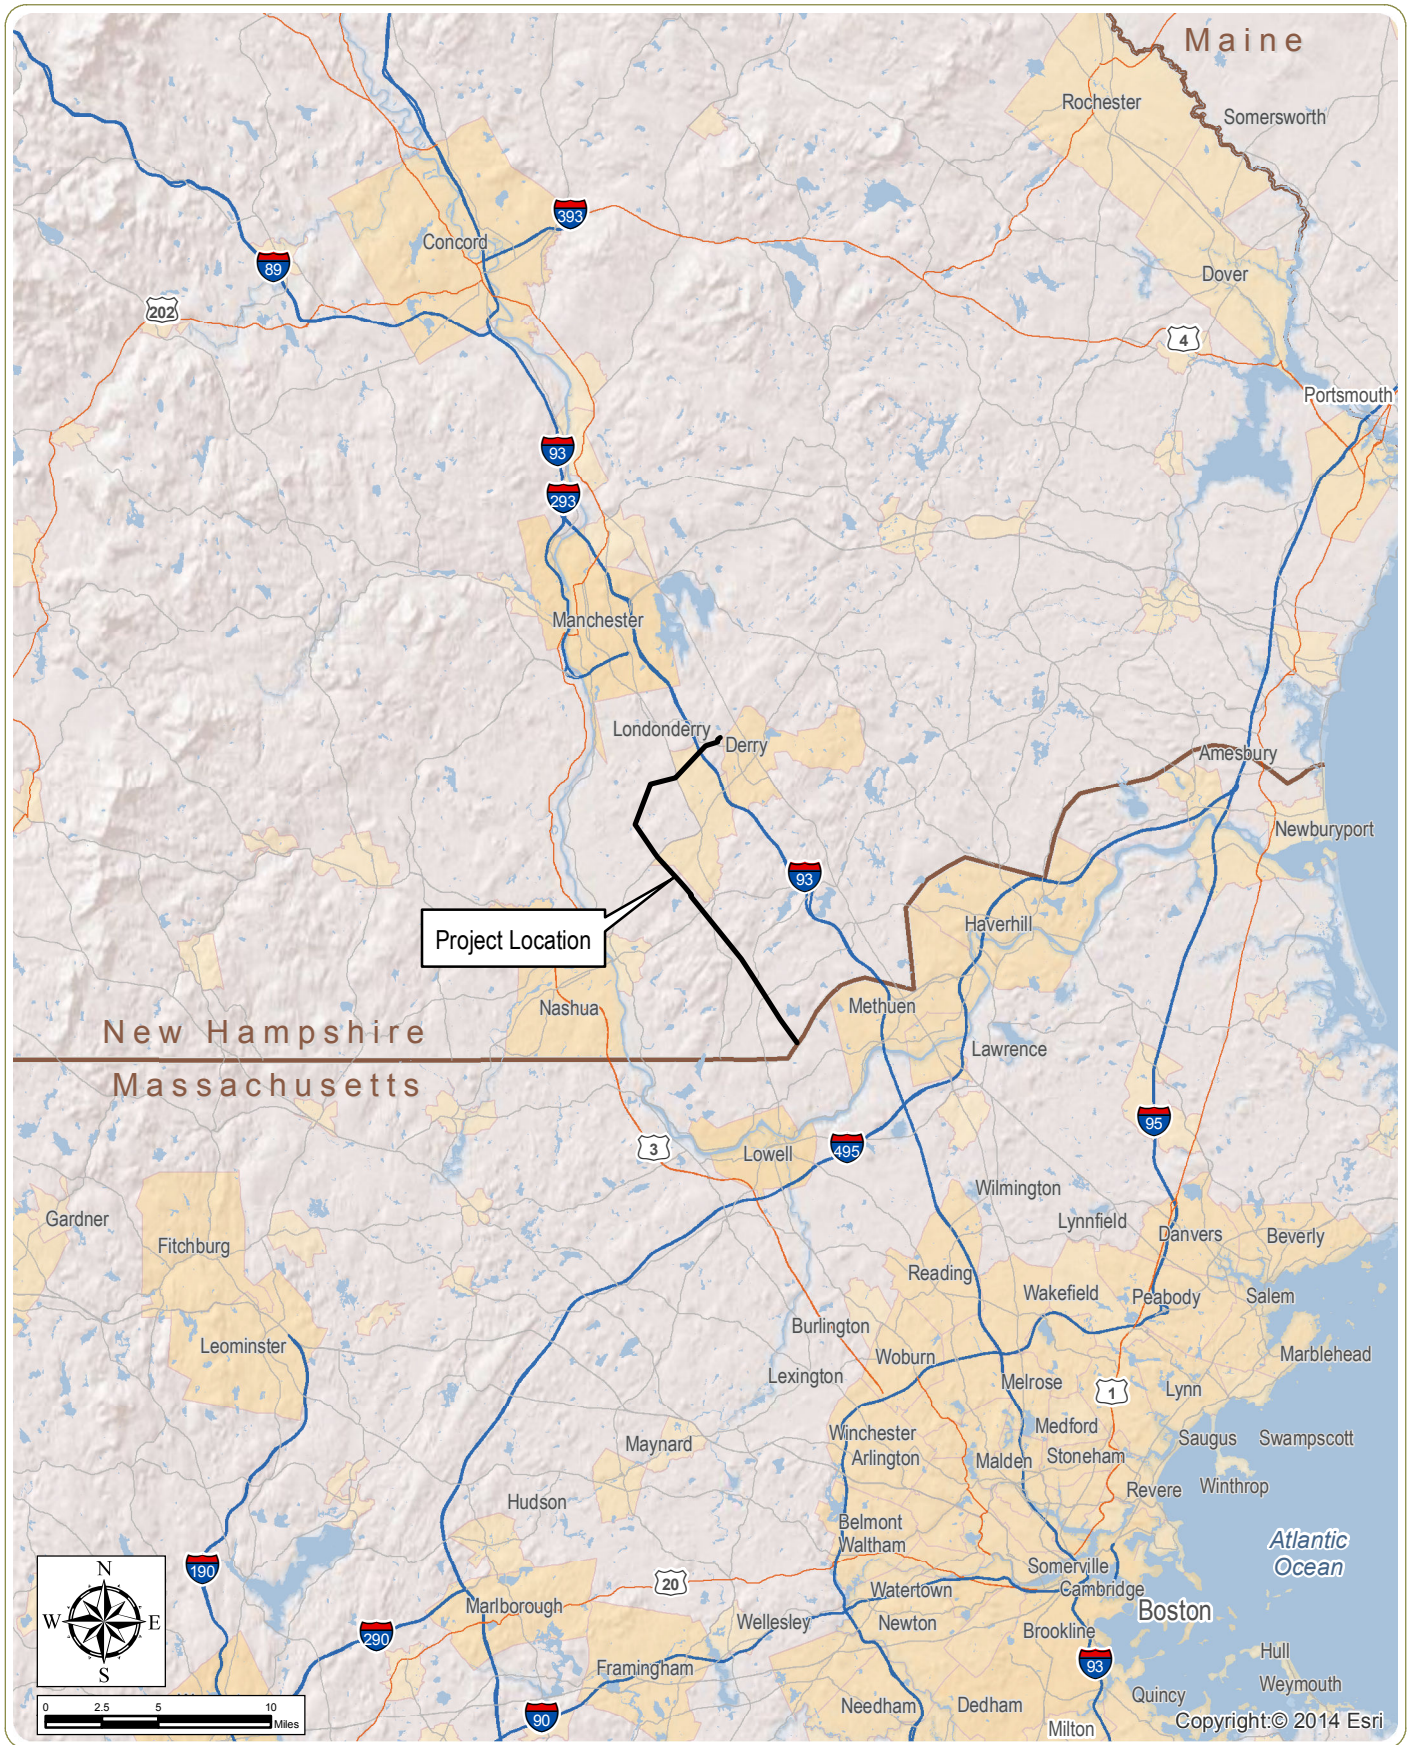 Maine
Rochester
Somersworth
393
Concord
89
Dover
202
4
Portsmouth
93
293
Manchester
Londonderry
Derry
Amesbury
Newburyport
93
Haverhill
Project Location
Nashua
Methuen
New Hampshire
Lawrence
Massachusetts
95
3
495
Lowell
Wilmington
Gardner
Lynnfield
Danvers
Beverly
Fitchburg
Reading
Wakefield
Peabody
Salem
Burlington
Leominster
Woburn
Marblehead
Lexington
Melrose
1
Lynn
Winchester
Medford
Saugus
Swampscott
Maynard
Arlington
Malden
Stoneham
Revere
Winthrop
Hudson
Belmont
Waltham
Atlantic
Ocean
Somerville
190
N
20
Watertown
Cambridge
W
E
Marlborough
Boston
Wellesley
Newton
Brookline
290
S
Hull
Framingham
93
Weymouth
Quincy
0 2.5 5 10
Miles
Needham
Dedham
90
Milton
Copyright:© 2014 Esri